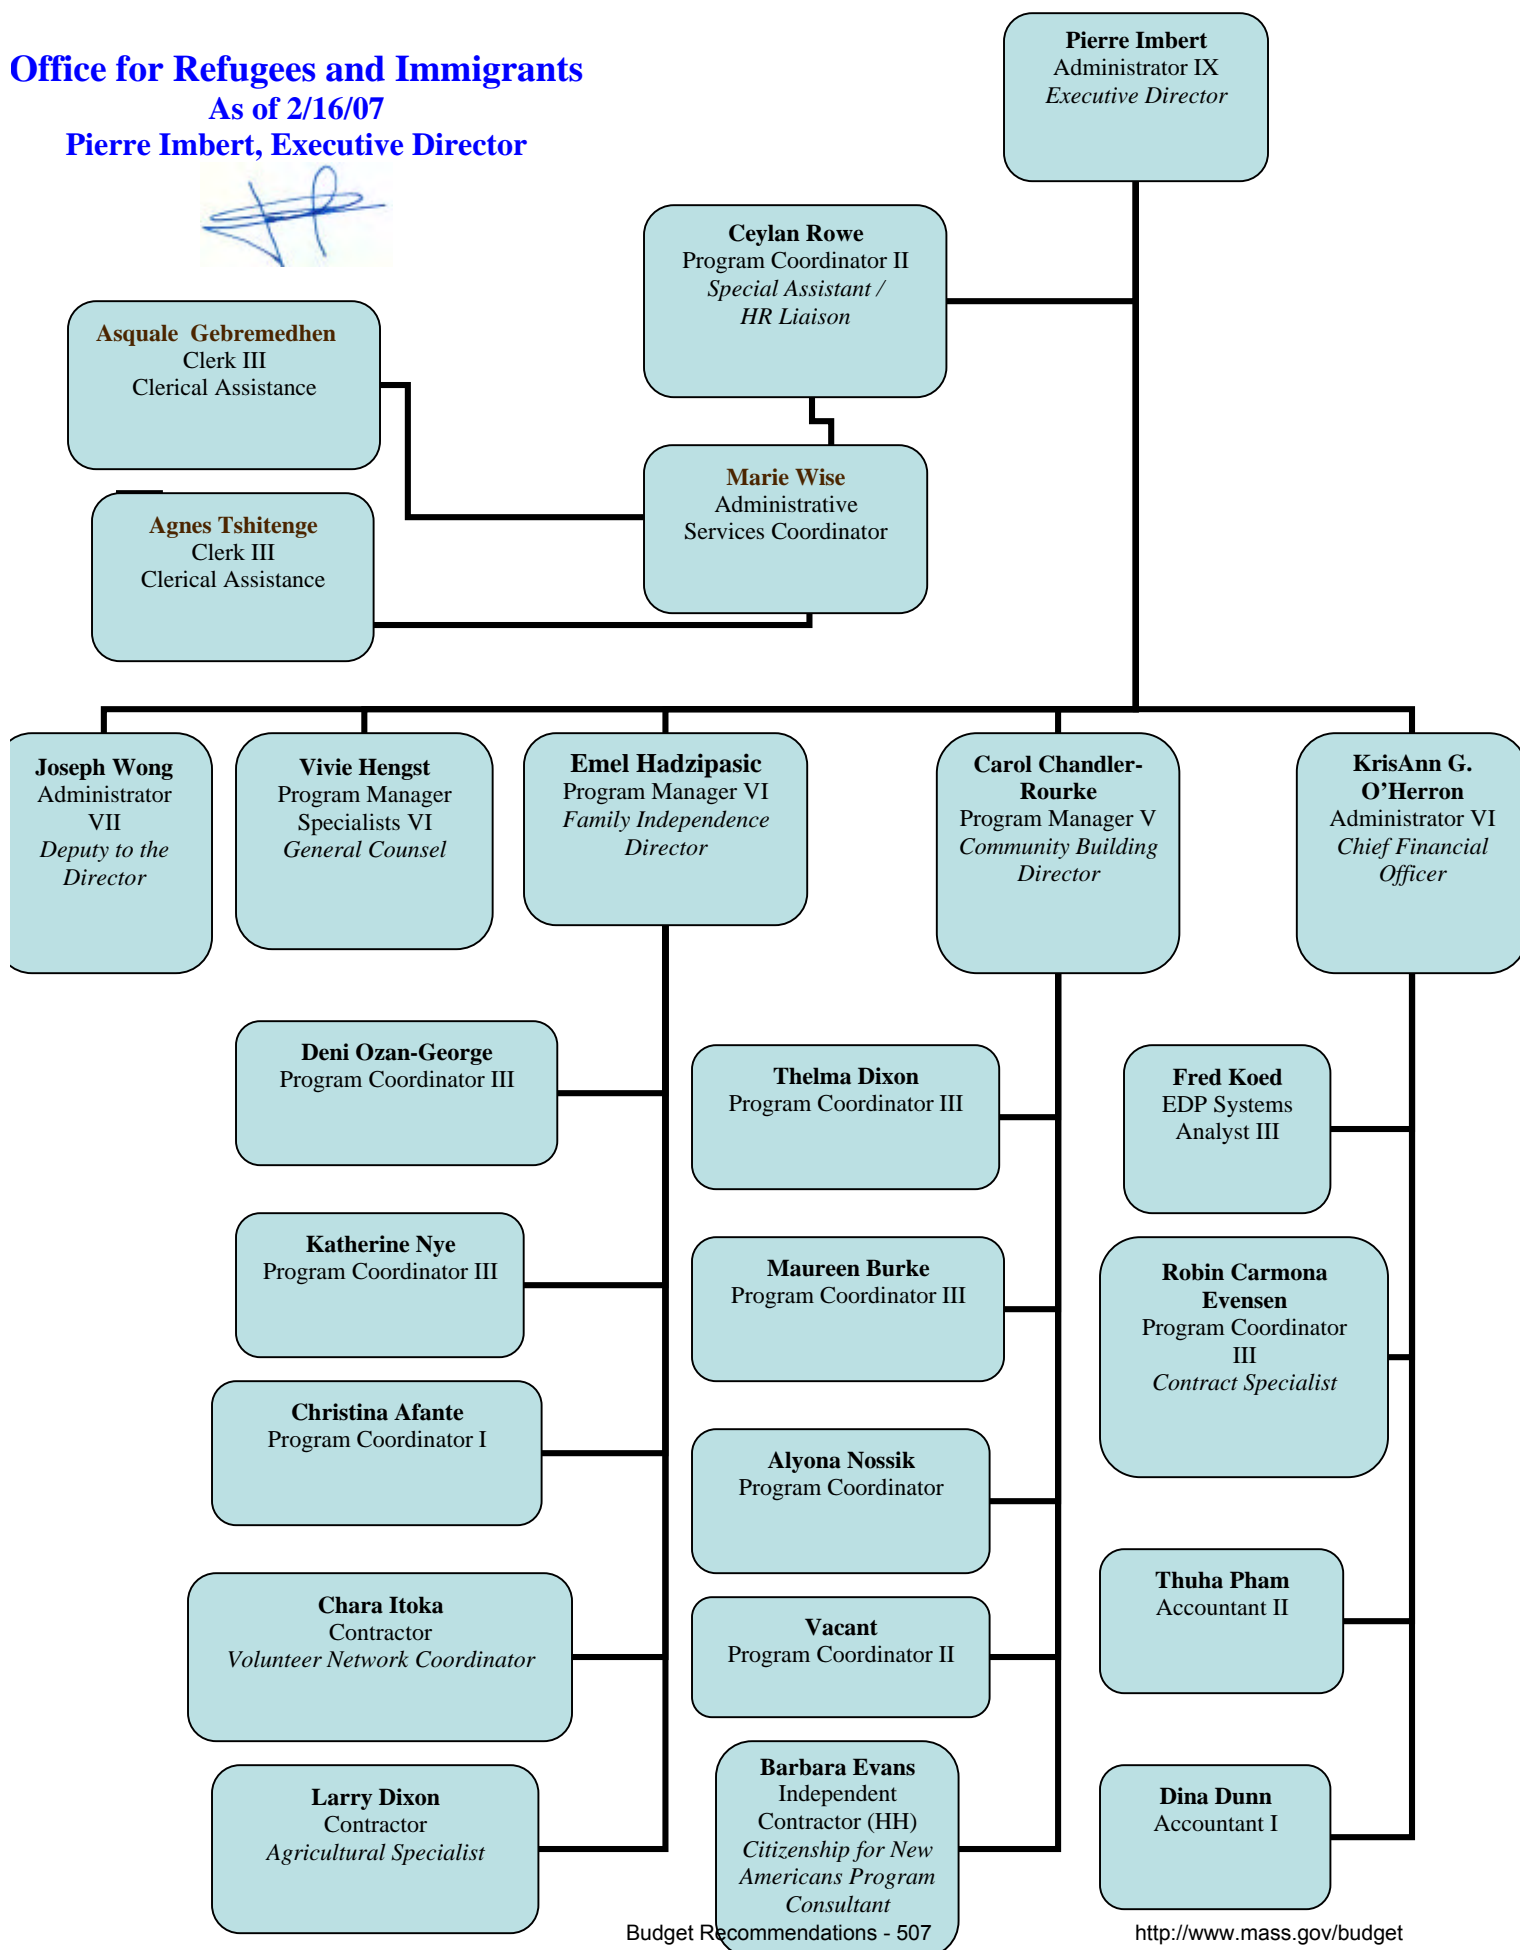 Office for Refugees and Immigrants
As of 2/16/07
Pierre Imbert, Executive Director
Pierre Imbert
Administrator IX
Executive Director
Ceylan Rowe
Program Coordinator II
Special Assistant /
HR Liaison
Asquale  Gebremedhen
Clerk III
Clerical Assistance
Marie Wise
Administrative
Services Coordinator
Agnes Tshitenge
Clerk III
Clerical Assistance
Joseph Wong
Administrator
VII
Deputy to the
Director
Vivie Hengst
Program Manager
Specialists VI
General Counsel
Emel Hadzipasic
Program Manager VI
Family Independence
Director
Carol Chandler-
Rourke
Program Manager V
Community Building
Director
KrisAnn G.
O’Herron
Administrator VI
Chief Financial
Officer
Deni Ozan-George
Program Coordinator III
Katherine Nye
Program Coordinator III
Christina Afante
Program Coordinator I
Chara Itoka
Contractor
Volunteer Network Coordinator
Larry Dixon
Contractor
Agricultural Specialist
Thelma Dixon
Program Coordinator III
Maureen Burke
Program Coordinator III
Alyona Nossik
Program Coordinator
Vacant
Program Coordinator II
Barbara Evans
Independent
Contractor (HH)
Citizenship for New
Americans Program
Consultant
Fred Koed
EDP Systems
Analyst III
Robin Carmona
Evensen
Program Coordinator
III
Contract Specialist
Thuha Pham
Accountant II
Dina Dunn
Accountant I
Budget Recommendations - 507
http://www.mass.gov/budget